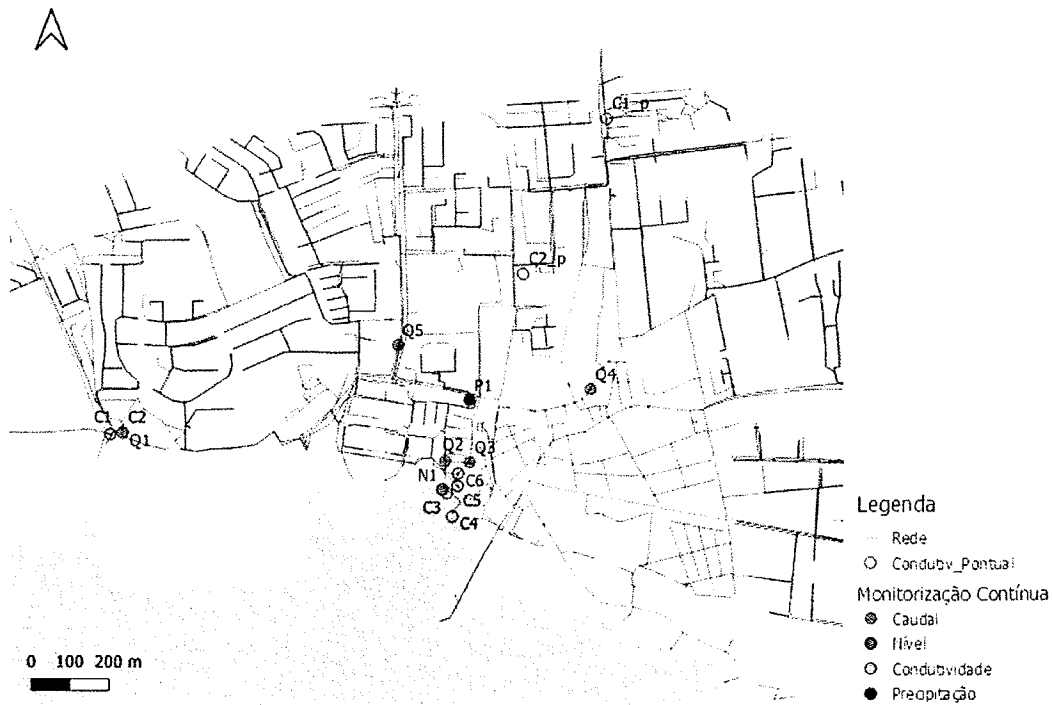 C1_p
C2_p
Q5
P1
Q4
C1
C2
Q1
Q2
Q3
N1
C6
C3
C5
C4
Legenda
Rede
Condutiv_Pontual
Monitorização Contínua
Caudal
Nível
Condutividade
Precipitação
0 100 200 m